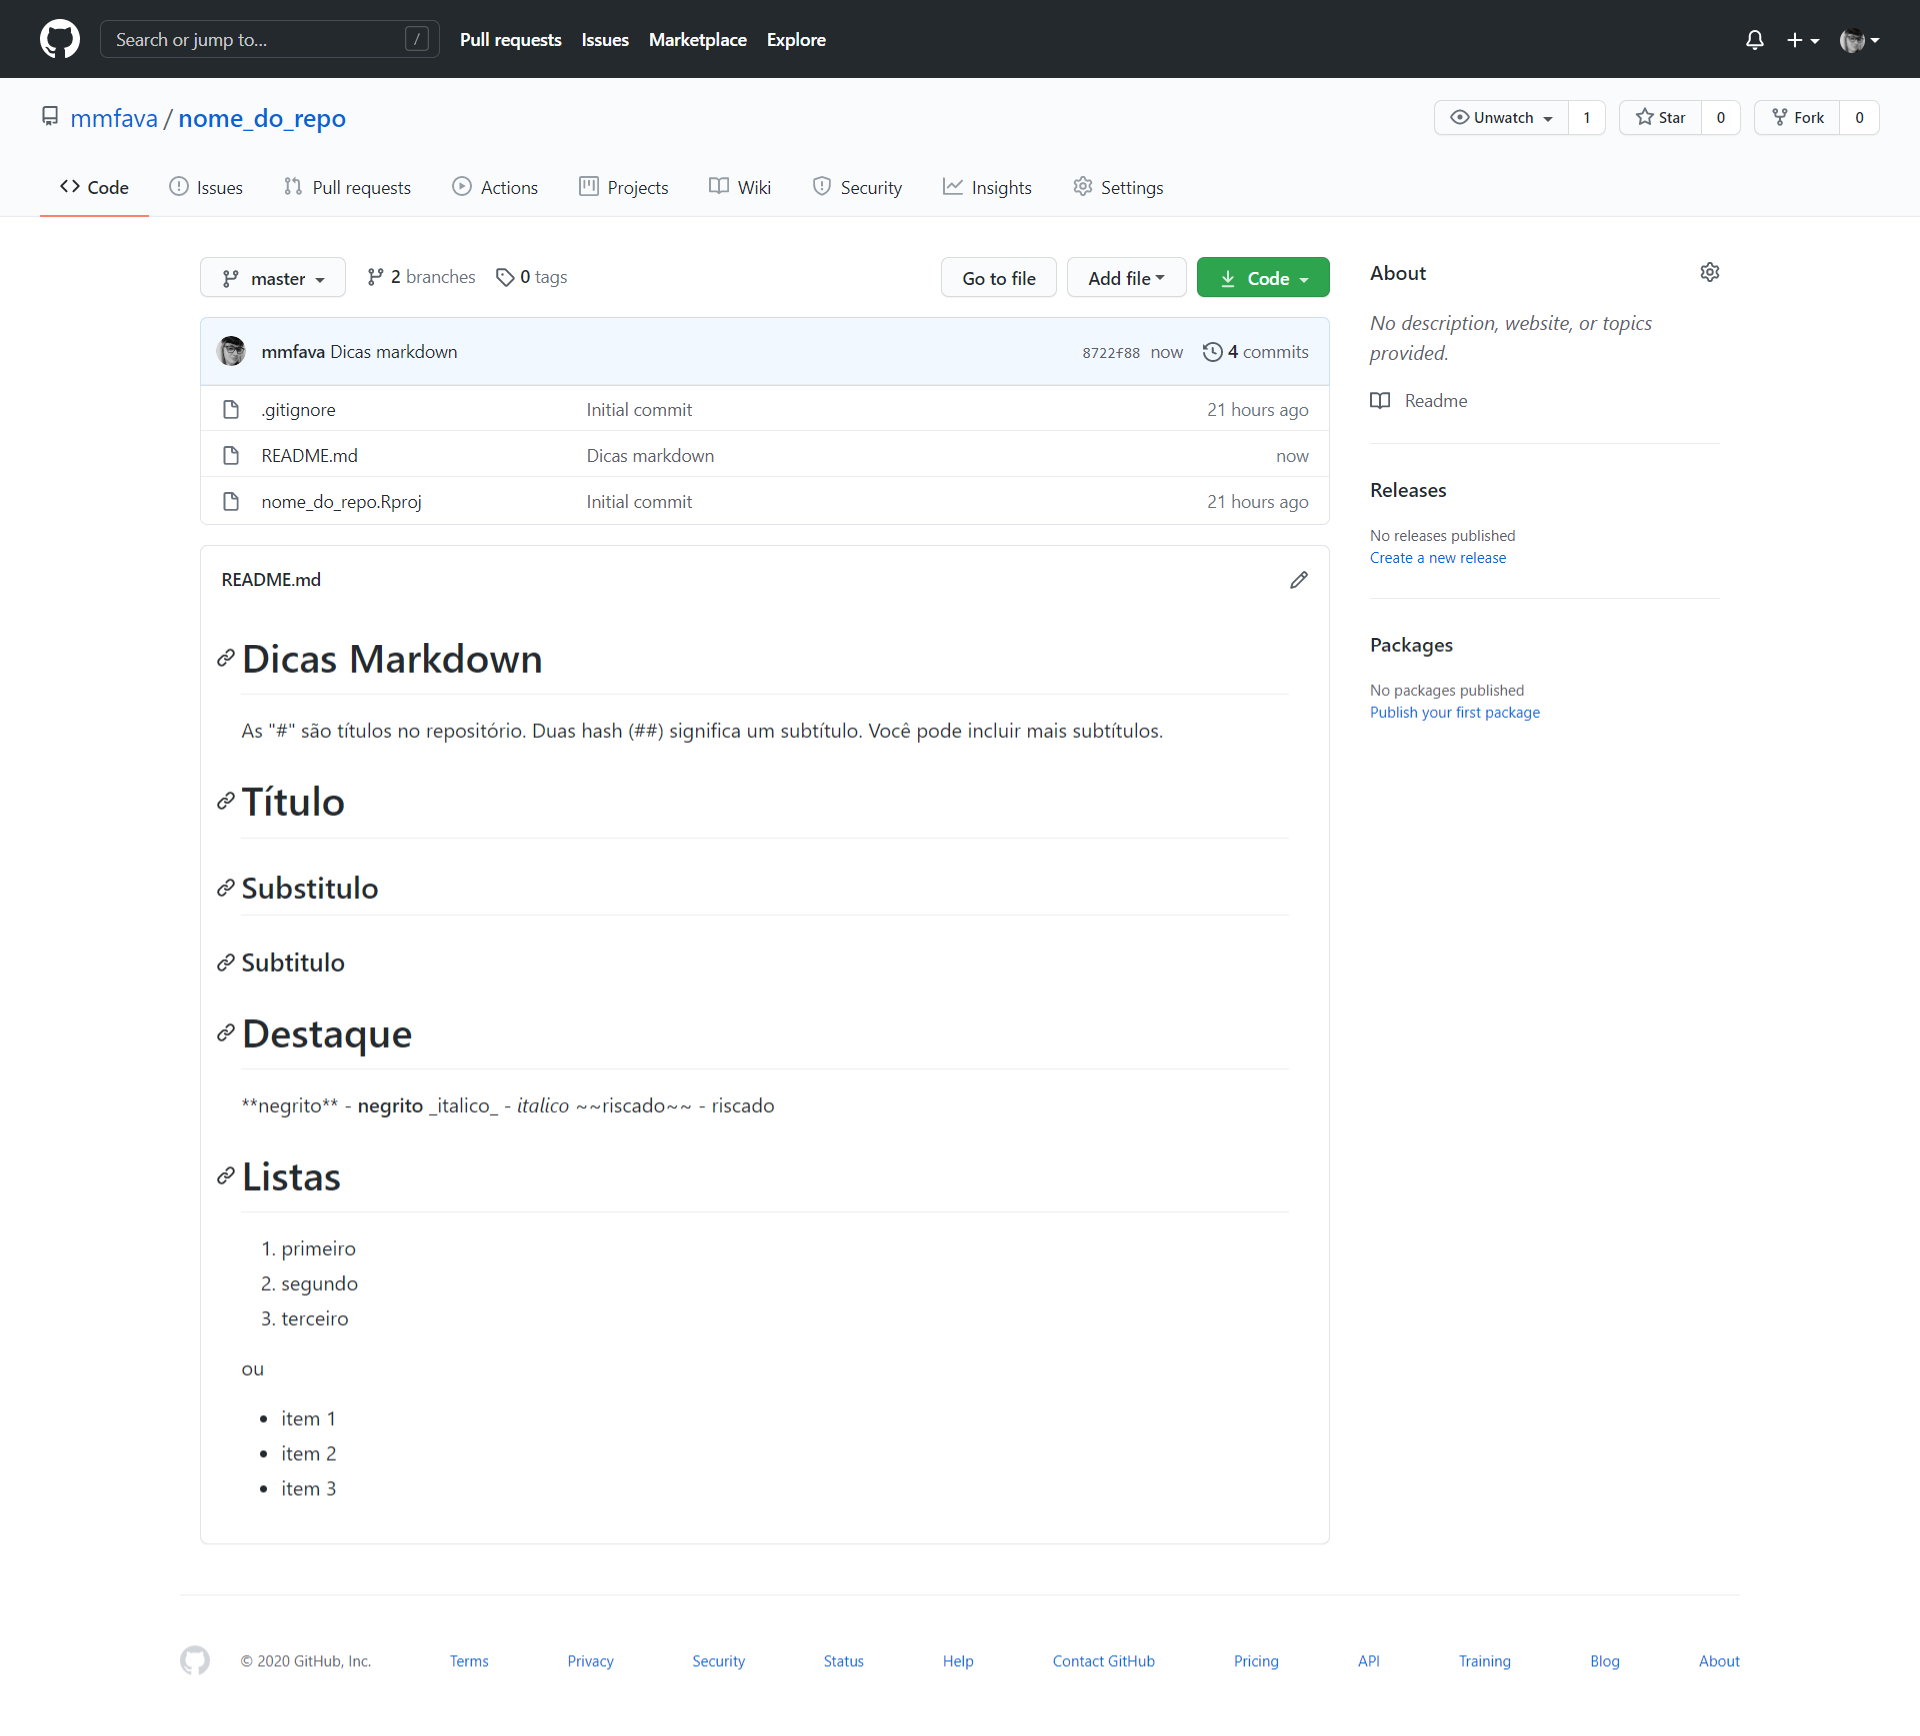 Search or jump to... /
Pull requests Issues Marketplace Explore
mmfava / nome_do_repo
Unwatch 1 Star 0 Fork 0
Code Issues Pull requests Actions Projects Wiki Security Insights Settings
master 2 branches 0 tags Go to file Add file Code
mmfava Dicas markdown 8722f88 now 4 commits
.gitignore Initial commit 21 hours ago
README.md Dicas markdown now
nome_do_repo.Rproj Initial commit 21 hours ago
README.md
Dicas Markdown
As "#" são títulos no repositório. Duas hash (##) significa um subtítulo. Você pode incluir mais subtítulos.
Título
Substitulo
Subtitulo
Destaque
**negrito** - negrito _italico_ - italico ~~riscado~~ - riscado
Listas
1. primeiro
2. segundo
3. terceiro
ou
• item 1
• item 2
• item 3
About
No description, website, or topics
provided.
Readme
Releases
No releases published
Create a new release
Packages
No packages published
Publish your first package
© 2020 GitHub, Inc. Terms Privacy Security Status Help Contact GitHub Pricing API Training Blog About